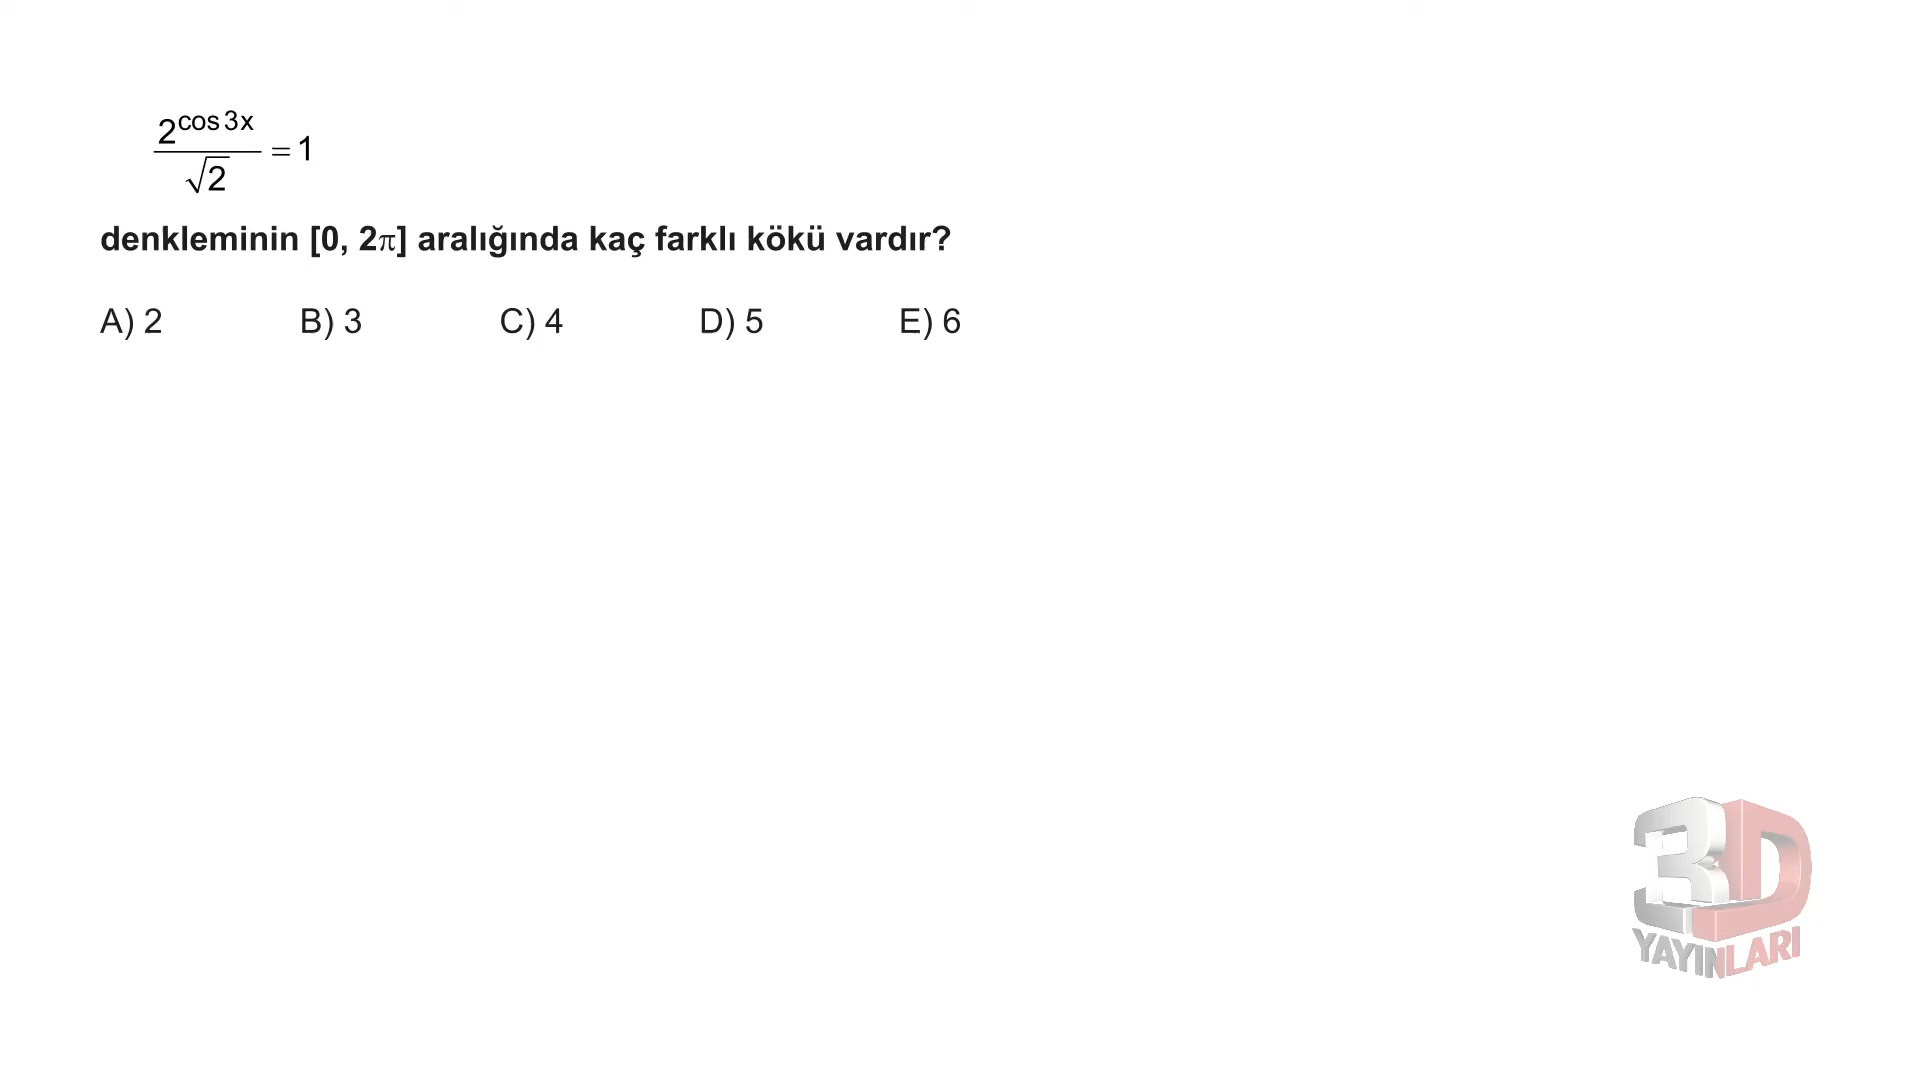 2^cos 3x / √2 = 1
denkleminin [0, 2π] aralığında kaç farklı kökü vardır?
A) 2 B) 3 C) 4 D) 5 E) 6
3D
YAYINLARI